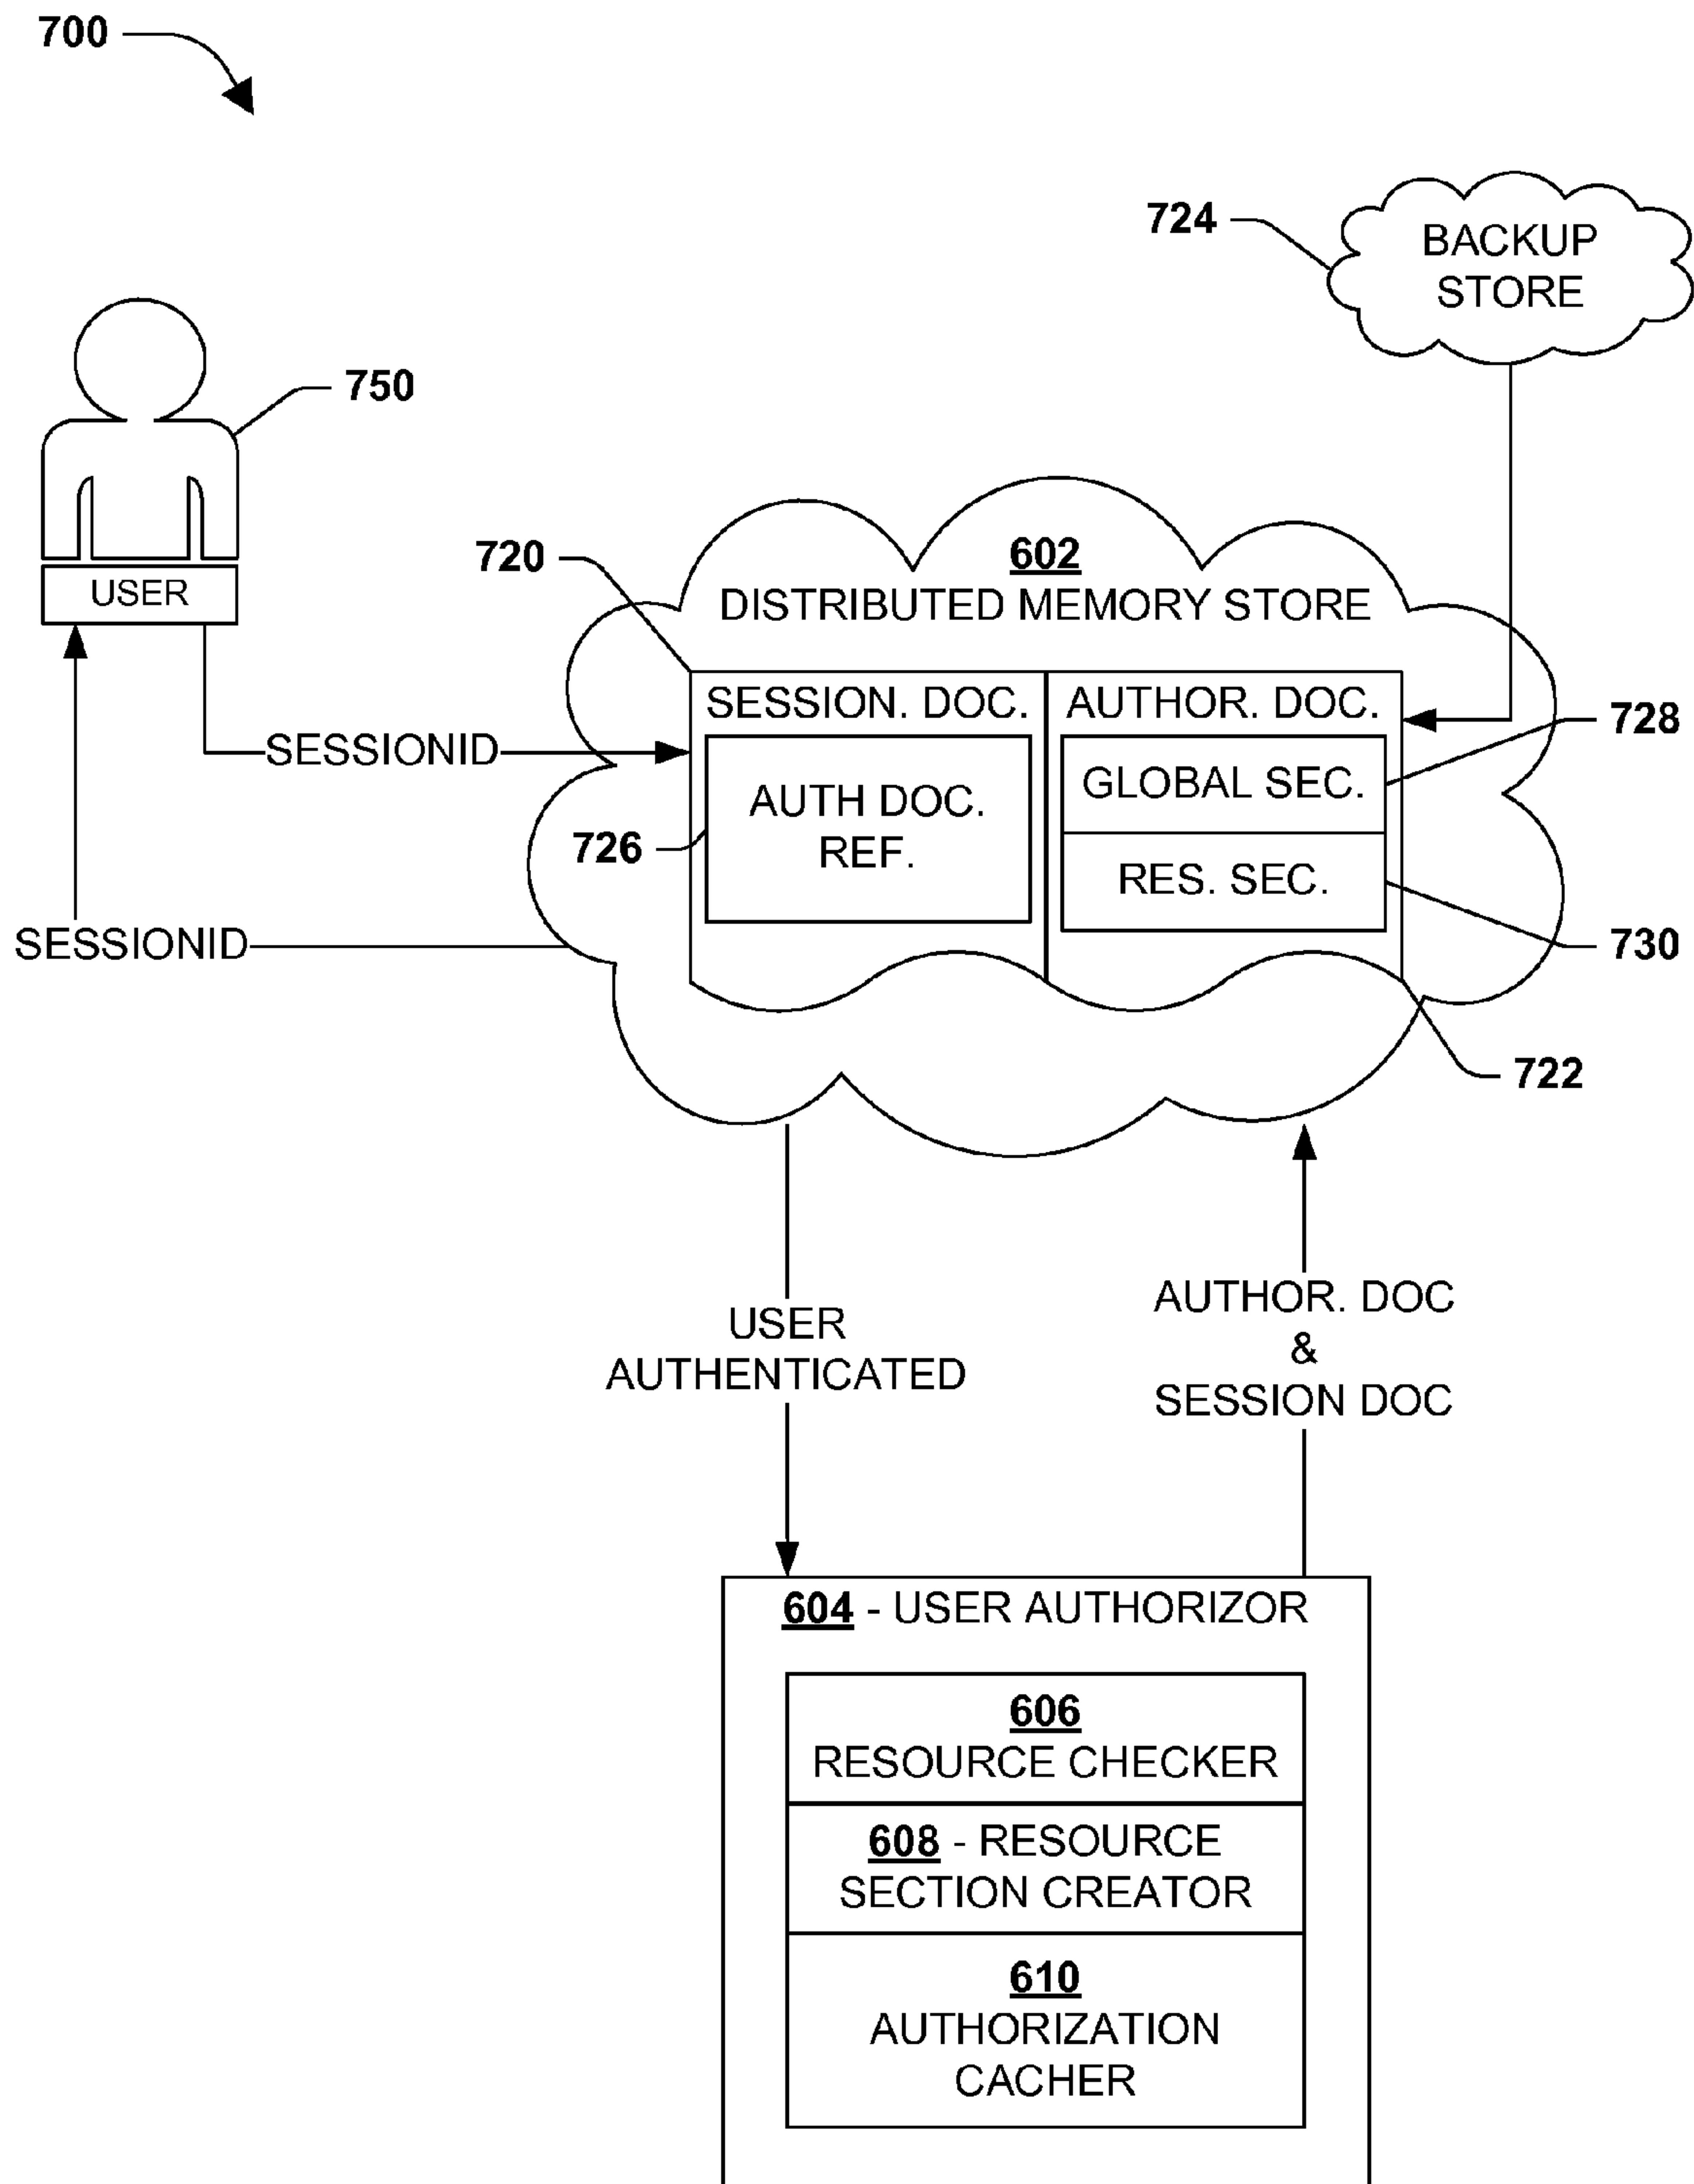 700
724
BACKUP
STORE
750
USER
720
602
DISTRIBUTED MEMORY STORE
SESSION. DOC.
AUTHOR. DOC.
728
SESSIONID
GLOBAL SEC.
AUTH DOC.
REF.
726
RES. SEC.
SESSIONID
730
722
USER
AUTHENTICATED
AUTHOR. DOC
&
SESSION DOC
604 - USER AUTHORIZOR
606
RESOURCE CHECKER
608 - RESOURCE
SECTION CREATOR
610
AUTHORIZATION
CACHER